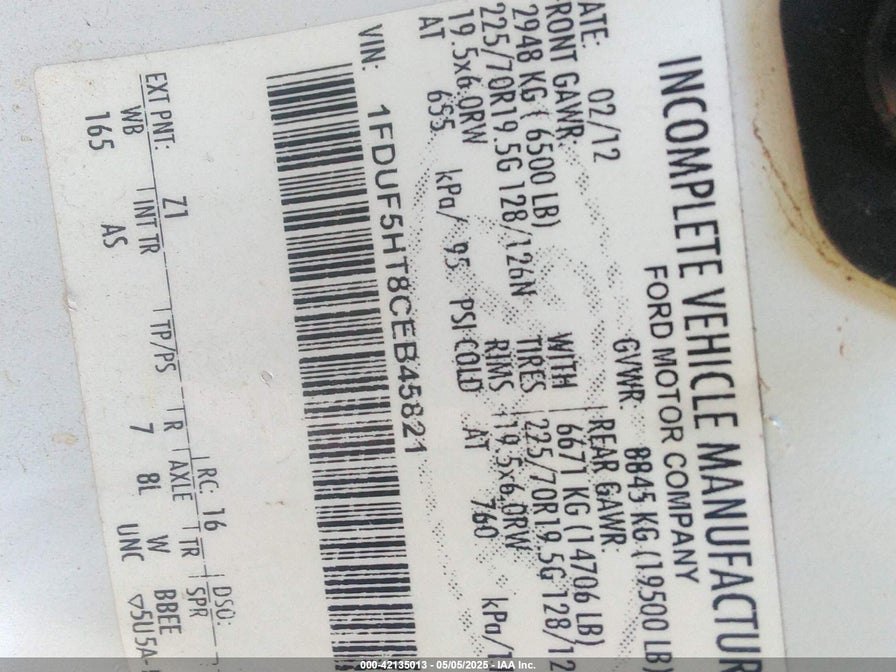 INCOMPLETE VEHICLE MANUFACTUR
FORD MOTOR COMPANY
ATE: 02/12 GVWR: 8845 KG (19500 LB)
RONT GAWR: REAR GAWR:
2948 KG ( 6500 LB) WITH 6671 KG (14706 LB)
225/70R19.5G 128/126N TIRES 225/70R19.5G 128/12
19.5x6.0RW RIMS 19.5x6.0RW
AT 655 kPa/ 95 PSI COLD AT 760 kPa/1
VIN: 1FDUF5HT8CEB45821
EXT PNT: Z1 RC: 16 DSO:
WB INT TR TP/PS R AXLE TR SPR
165 AS 7 8L W BBEE
UNC ▽5U5A-
000-42135013 - 05/05/2025 - IAA Inc.